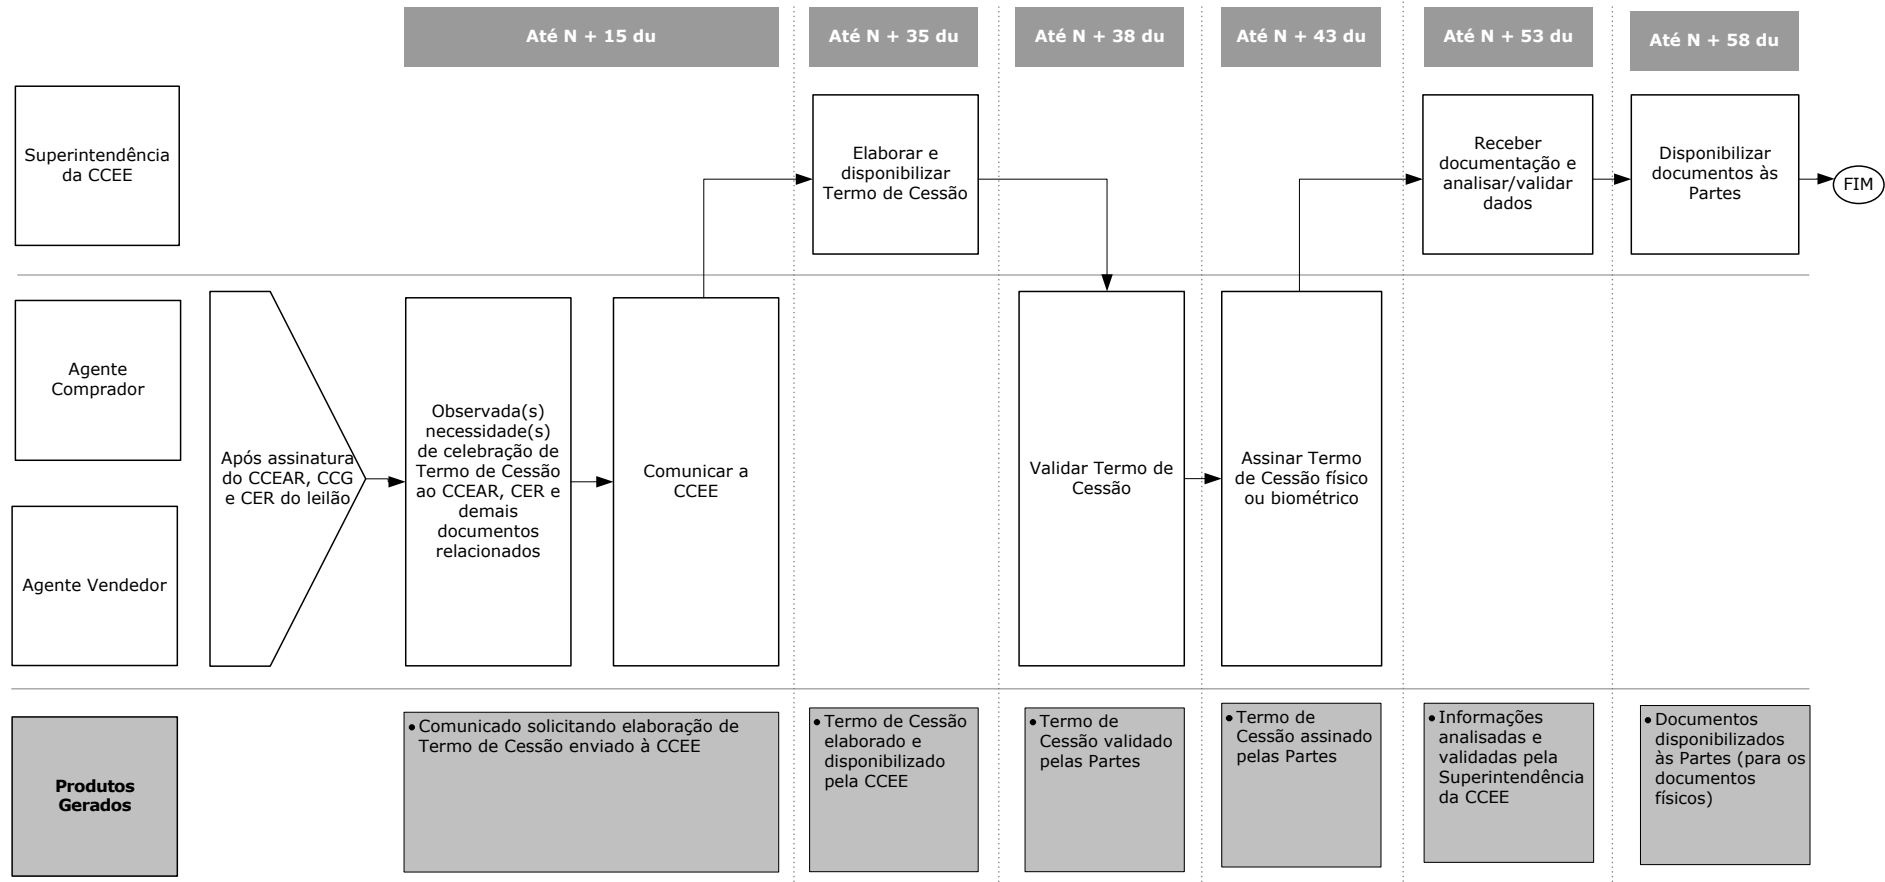 Até N + 15 du
Até N + 35 du
Até N + 38 du
Até N + 43 du
Até N + 53 du
Até N + 58 du
Superintendência
da CCEE
Elaborar e
disponibilizar
Termo de Cessão
Receber
documentação e
analisar/validar
dados
Disponibilizar
documentos às
Partes
FIM
Agente
Comprador
Agente Vendedor
Após assinatura
do CCEAR, CCG
e CER do leilão
Observada(s)
necessidade(s)
de celebração de
Termo de Cessão
ao CCEAR, CER e
demais
documentos
relacionados
Comunicar a
CCEE
Validar Termo de
Cessão
Assinar Termo
de Cessão físico
ou biométrico
Produtos
Gerados
• Comunicado solicitando elaboração de
Termo de Cessão enviado à CCEE
• Termo de Cessão
elaborado e
disponibilizado
pela CCEE
• Termo de
Cessão validado
pelas Partes
• Termo de
Cessão assinado
pelas Partes
• Informações
analisadas e
validadas pela
Superintendência
da CCEE
• Documentos
disponibilizados
às Partes (para os
documentos
físicos)